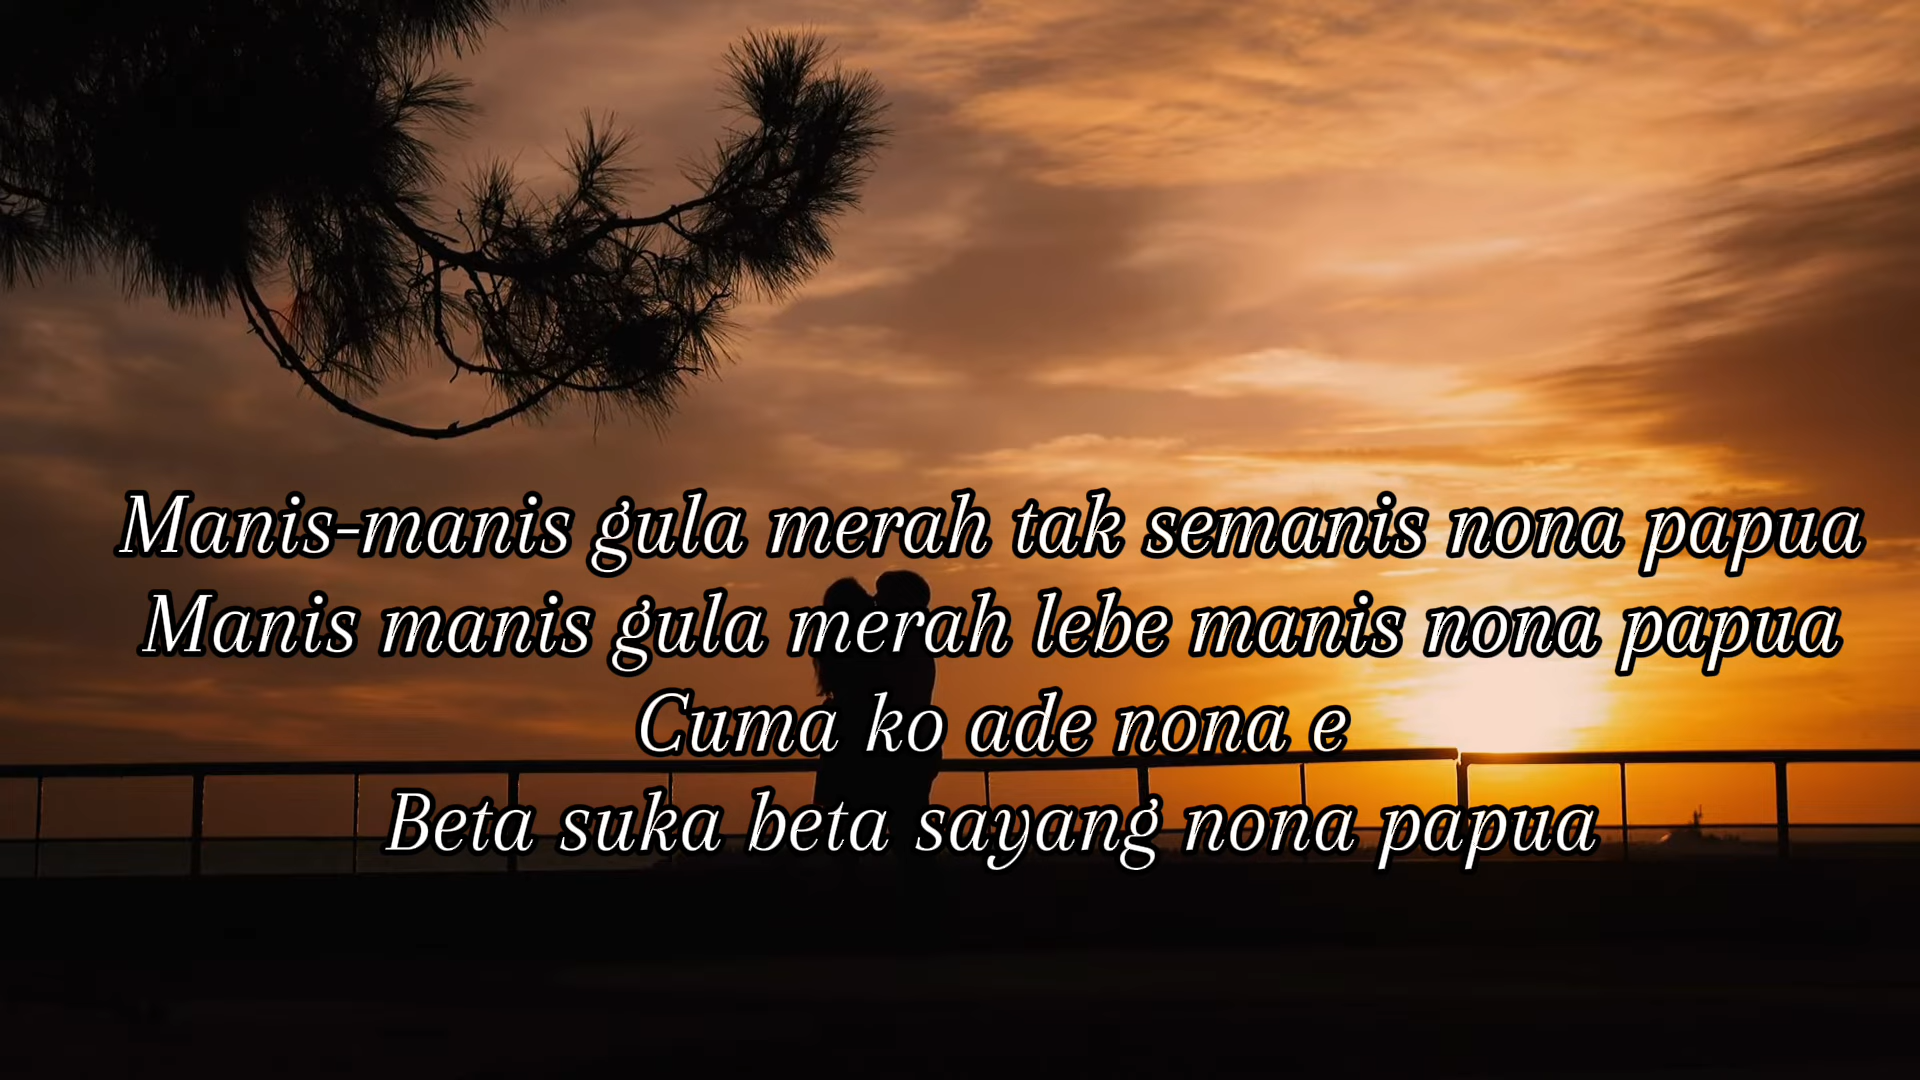 Manis-manis gula merah tak semanis nona papua
Manis manis gula merah lebe manis nona papua
Cuma ko ade nona e
Beta suka beta sayang nona papua